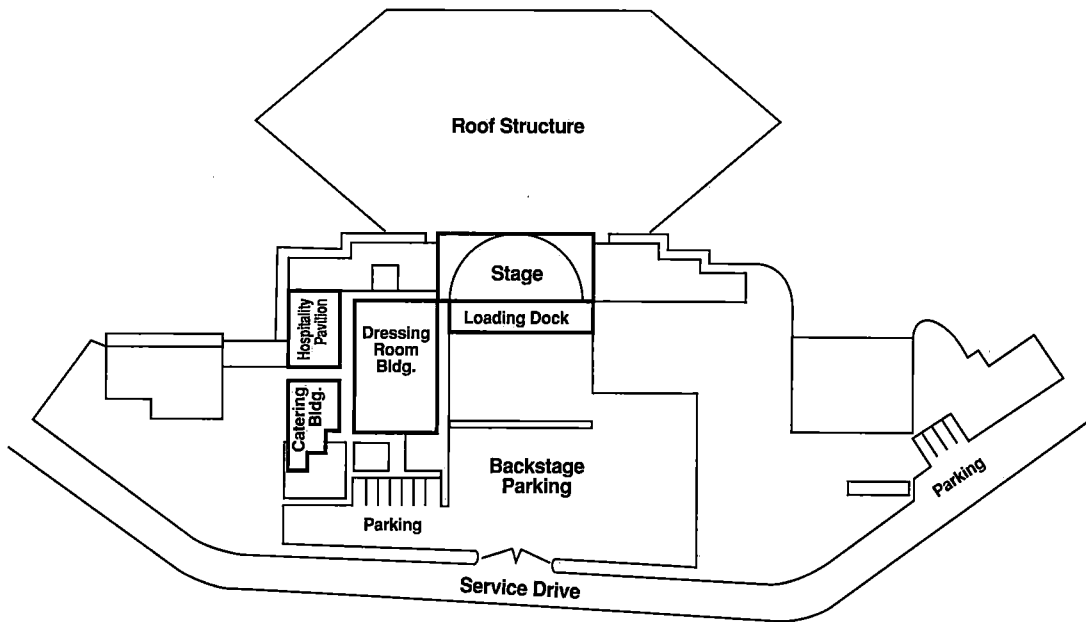 Roof Structure
Stage
Loading Dock
Hospitality
Pavilion
Dressing
Room
Bldg.
Catering
Bldg.
Backstage
Parking
Parking
Parking
Service Drive